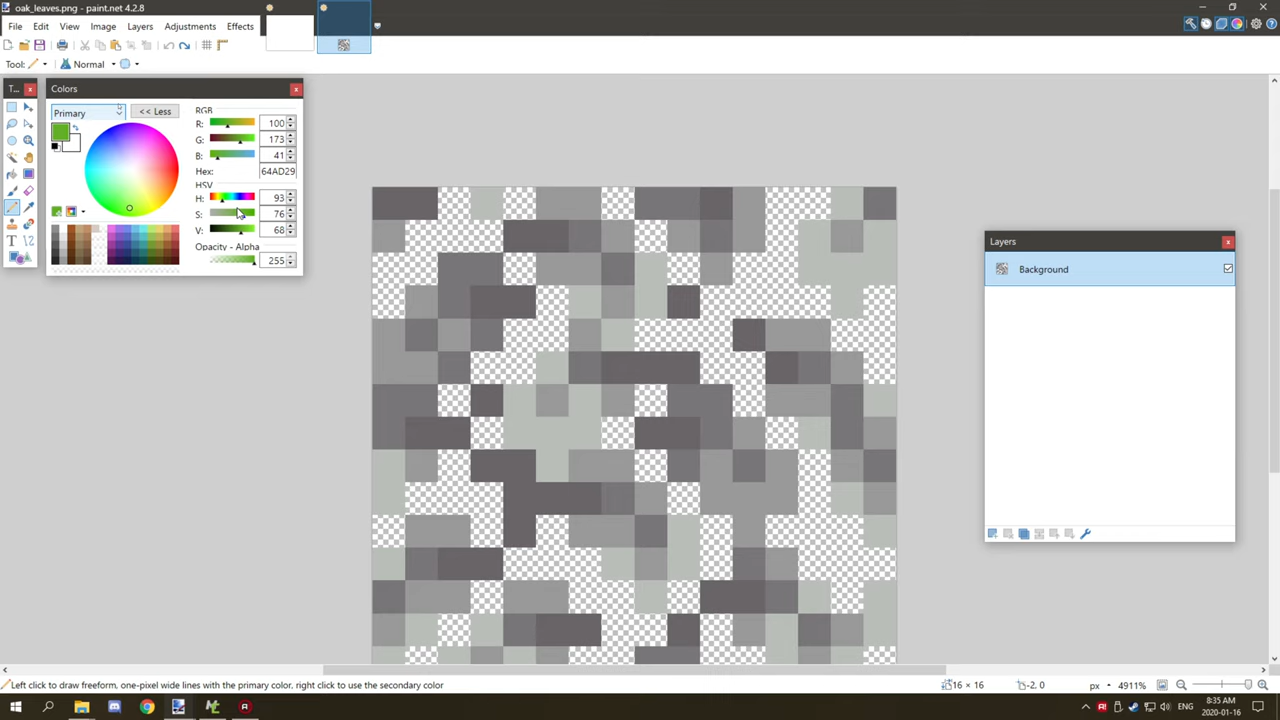 oak_leaves.png - paint.net 4.2.8
File Edit View Image Layers Adjustments Effects
Tool: Normal
T... Colors
Primary << Less
RGB
R: 100
G: 173
B: 41
Hex: 64AD29
HSV
H: 93
S: 76
V: 68
Opacity - Alpha
255
Layers
Background
Left click to draw freeform, one-pixel wide lines with the primary color, right click to use the secondary color
16 × 16 -2, 0 px 4911%
ENG 8:35 AM
2020-01-16